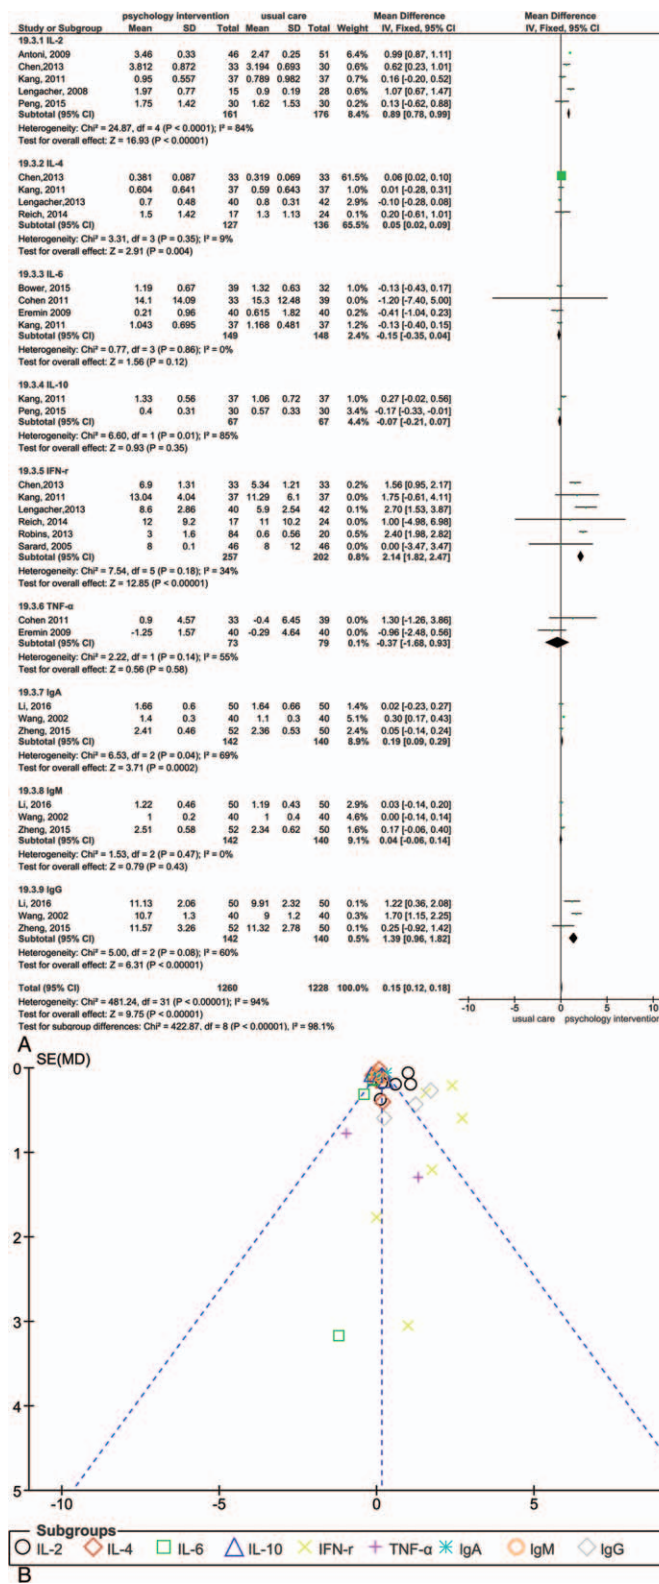 psychology intervention usual care Mean Difference Mean Difference
Study or Subgroup Mean SD Total Mean SD Total Weight IV, Fixed, 95% CI IV, Fixed, 95% CI
19.3.1 IL-2
Antoni, 2009 3.46 0.33 46 2.47 0.25 51 6.4% 0.99 [0.87, 1.11]
Chen,2013 3.812 0.872 33 3.194 0.693 30 0.6% 0.62 [0.23, 1.01]
Kang, 2011 0.95 0.557 37 0.789 0.982 37 0.7% 0.16 [-0.20, 0.52]
Lengacher, 2008 1.97 0.77 15 0.9 0.19 28 0.6% 1.07 [0.67, 1.47]
Peng, 2015 1.75 1.42 30 1.62 1.53 30 0.2% 0.13 [-0.62, 0.88]
Subtotal (95% CI) 161 176 8.4% 0.89 [0.78, 0.99]
Heterogeneity: Chi² = 24.87, df = 4 (P < 0.0001); I² = 84%
Test for overall effect: Z = 16.93 (P < 0.00001)
19.3.2 IL-4
Chen,2013 0.381 0.087 33 0.319 0.069 33 61.5% 0.06 [0.02, 0.10]
Kang, 2011 0.604 0.641 37 0.59 0.643 37 1.0% 0.01 [-0.28, 0.31]
Lengacher,2013 0.7 0.48 40 0.8 0.31 42 2.8% -0.10 [-0.28, 0.08]
Reich, 2014 1.5 1.42 17 1.3 1.13 24 0.1% 0.20 [-0.61, 1.01]
Subtotal (95% CI) 127 136 65.5% 0.05 [0.02, 0.09]
Heterogeneity: Chi² = 3.31, df = 3 (P = 0.35); I² = 9%
Test for overall effect: Z = 2.91 (P = 0.004)
19.3.3 IL-6
Bower, 2015 1.19 0.67 39 1.32 0.63 32 1.0% -0.13 [-0.43, 0.17]
Cohen 2011 14.1 14.09 33 15.3 12.48 39 0.0% -1.20 [-7.40, 5.00]
Eremin 2009 0.21 0.96 40 0.615 1.82 40 0.2% -0.41 [-1.04, 0.23]
Kang, 2011 1.043 0.695 37 1.168 0.481 37 1.2% -0.13 [-0.40, 0.15]
Subtotal (95% CI) 149 148 2.4% -0.15 [-0.35, 0.04]
Heterogeneity: Chi² = 0.77, df = 3 (P = 0.86); I² = 0%
Test for overall effect: Z = 1.56 (P = 0.12)
19.3.4 IL-10
Kang, 2011 1.33 0.56 37 1.06 0.72 37 1.0% 0.27 [-0.02, 0.56]
Peng, 2015 0.4 0.31 30 0.57 0.33 30 3.4% -0.17 [-0.33, -0.01]
Subtotal (95% CI) 67 67 4.4% -0.07 [-0.21, 0.07]
Heterogeneity: Chi² = 6.60, df = 1 (P = 0.01); I² = 85%
Test for overall effect: Z = 0.93 (P = 0.35)
19.3.5 IFN-r
Chen,2013 6.9 1.31 33 5.34 1.21 33 0.2% 1.56 [0.95, 2.17]
Kang, 2011 13.04 4.04 37 11.29 6.1 37 0.0% 1.75 [-0.61, 4.11]
Lengacher,2013 8.6 2.86 40 5.9 2.54 42 0.1% 2.70 [1.53, 3.87]
Reich, 2014 12 9.2 17 11 10.2 24 0.0% 1.00 [-4.98, 6.98]
Robins, 2013 3 1.6 84 0.6 0.56 20 0.5% 2.40 [1.98, 2.82]
Sarard, 2005 8 0.1 46 8 12 46 0.0% 0.00 [-3.47, 3.47]
Subtotal (95% CI) 257 202 0.8% 2.14 [1.82, 2.47]
Heterogeneity: Chi² = 7.54, df = 5 (P = 0.18); I² = 34%
Test for overall effect: Z = 12.85 (P < 0.00001)
19.3.6 TNF-α
Cohen 2011 0.9 4.57 33 -0.4 6.45 39 0.0% 1.30 [-1.26, 3.86]
Eremin 2009 -1.25 1.57 40 -0.29 4.64 40 0.0% -0.96 [-2.48, 0.56]
Subtotal (95% CI) 73 79 0.1% -0.37 [-1.68, 0.93]
Heterogeneity: Chi² = 2.22, df = 1 (P = 0.14); I² = 55%
Test for overall effect: Z = 0.56 (P = 0.58)
19.3.7 IgA
Li, 2016 1.66 0.6 50 1.64 0.66 50 1.4% 0.02 [-0.23, 0.27]
Wang, 2002 1.4 0.3 40 1.1 0.3 40 5.1% 0.30 [0.17, 0.43]
Zheng, 2015 2.41 0.46 52 2.36 0.53 50 2.4% 0.05 [-0.14, 0.24]
Subtotal (95% CI) 142 140 8.9% 0.19 [0.09, 0.29]
Heterogeneity: Chi² = 6.53, df = 2 (P = 0.04); I² = 69%
Test for overall effect: Z = 3.71 (P = 0.0002)
19.3.8 IgM
Li, 2016 1.22 0.46 50 1.19 0.43 50 2.9% 0.03 [-0.14, 0.20]
Wang, 2002 1 0.2 40 1 0.4 40 4.6% 0.00 [-0.14, 0.14]
Zheng, 2015 2.51 0.58 52 2.34 0.62 50 1.6% 0.17 [-0.06, 0.40]
Subtotal (95% CI) 142 140 9.1% 0.04 [-0.06, 0.14]
Heterogeneity: Chi² = 1.53, df = 2 (P = 0.47); I² = 0%
Test for overall effect: Z = 0.79 (P = 0.43)
19.3.9 IgG
Li, 2016 11.13 2.06 50 9.91 2.32 50 0.1% 1.22 [0.36, 2.08]
Wang, 2002 10.7 1.3 40 9 1.2 40 0.3% 1.70 [1.15, 2.25]
Zheng, 2015 11.57 3.26 52 11.32 2.78 50 0.1% 0.25 [-0.92, 1.42]
Subtotal (95% CI) 142 140 0.5% 1.39 [0.96, 1.82]
Heterogeneity: Chi² = 5.00, df = 2 (P = 0.08); I² = 60%
Test for overall effect: Z = 6.31 (P < 0.00001)
Total (95% CI) 1260 1228 100.0% 0.15 [0.12, 0.18]
Heterogeneity: Chi² = 481.24, df = 31 (P < 0.00001); I² = 94%
Test for overall effect: Z = 9.75 (P < 0.00001)
Test for subgroup differences: Chi² = 422.87, df = 8 (P < 0.00001), I² = 98.1%
-10 -5 0 5 10
usual care psychology intervention
A
SE(MD)
0
1
2
3
4
5
-10 -5 0 5
Subgroups
IL-2 IL-4 IL-6 IL-10 IFN-r TNF-α IgA IgM IgG
B